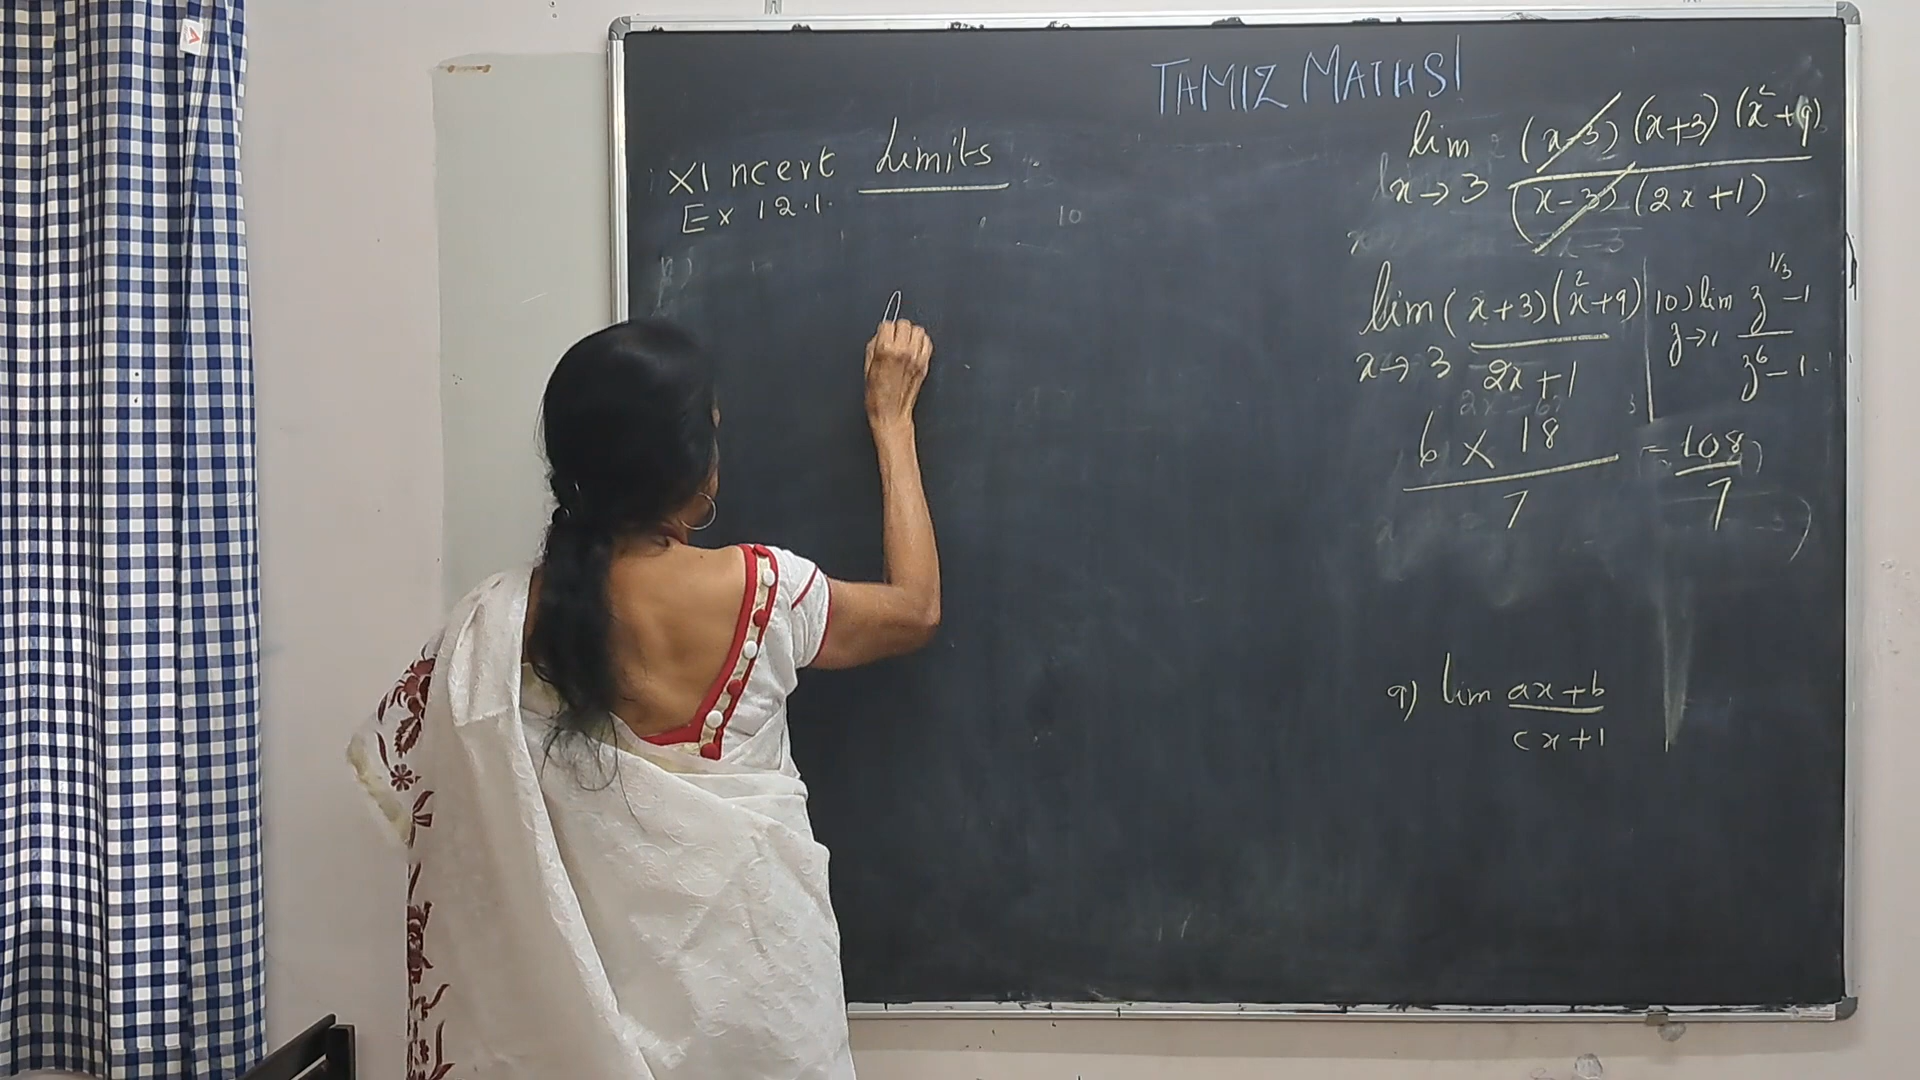 TAMIZ MATHS!
XI ncert Limits
Ex 12.1.
10
lim (x-3) (x+3) (x²+9)
x→3 (x-3) (2x+1)
lim (x+3)(x²+9)
x→3 2x+1
6 × 18 = 108
7 7
10) lim z^1/3 - 1
z→1 z^6 - 1.
9) lim ax+b
cx+1